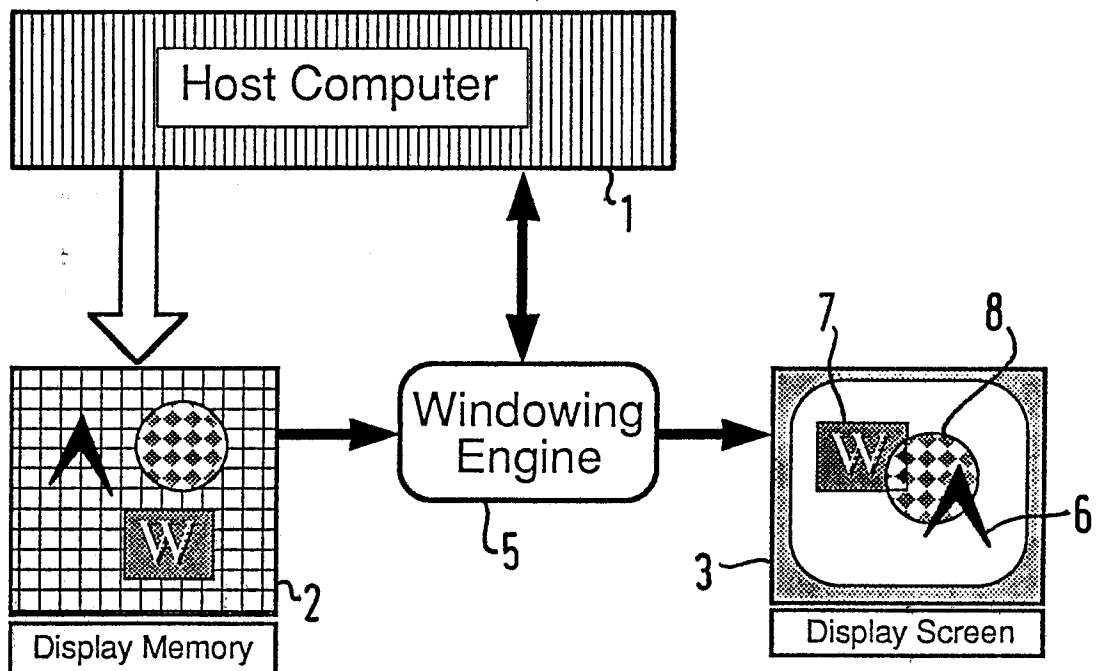 Host Computer
1
7
8
Windowing
Engine
W
W
5
6
3
2
Display Memory
Display Screen